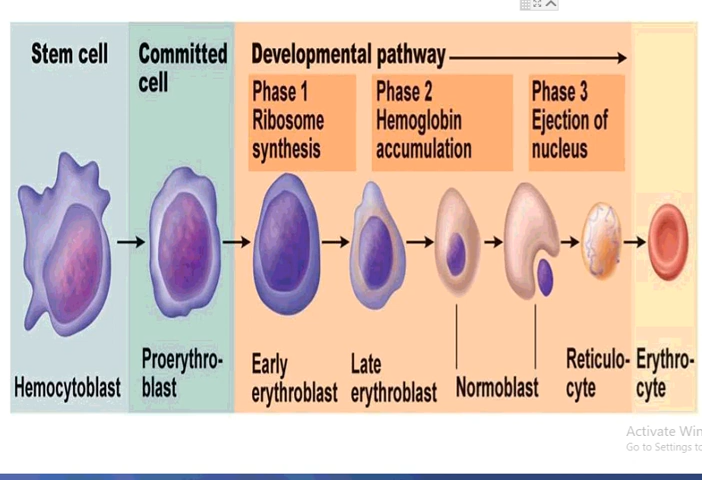 Stem cell
Committed
cell
Developmental pathway
Phase 1
Ribosome
synthesis
Phase 2
Hemoglobin
accumulation
Phase 3
Ejection of
nucleus
Hemocytoblast
Proerythro-
blast
Early
erythroblast
Late
erythroblast
Normoblast
Reticulo-
cyte
Erythro-
cyte
Activate Win
Go to Settings to